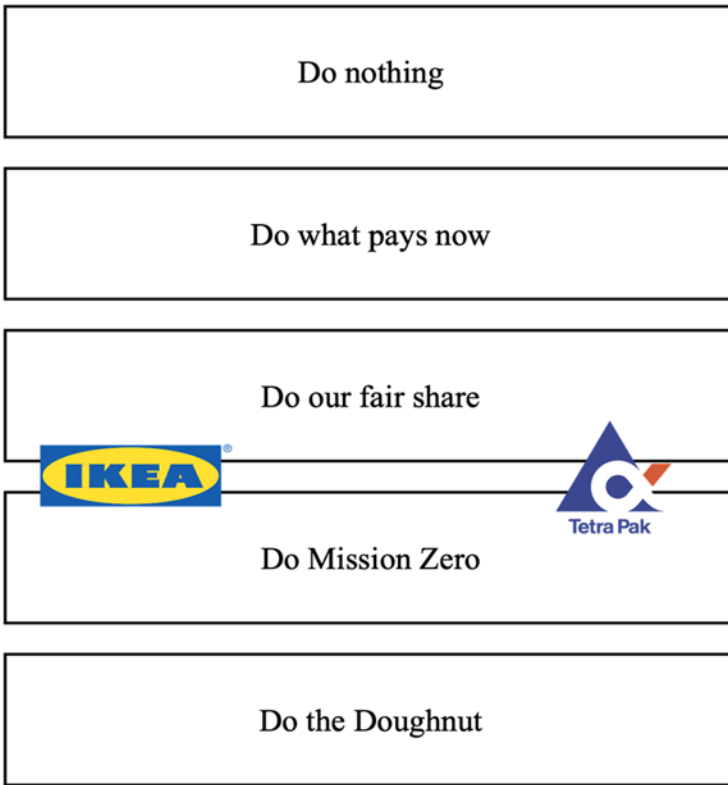 Do nothing
Do what pays now
Do our fair share
IKEA®
Tetra Pak
Do Mission Zero
Do the Doughnut